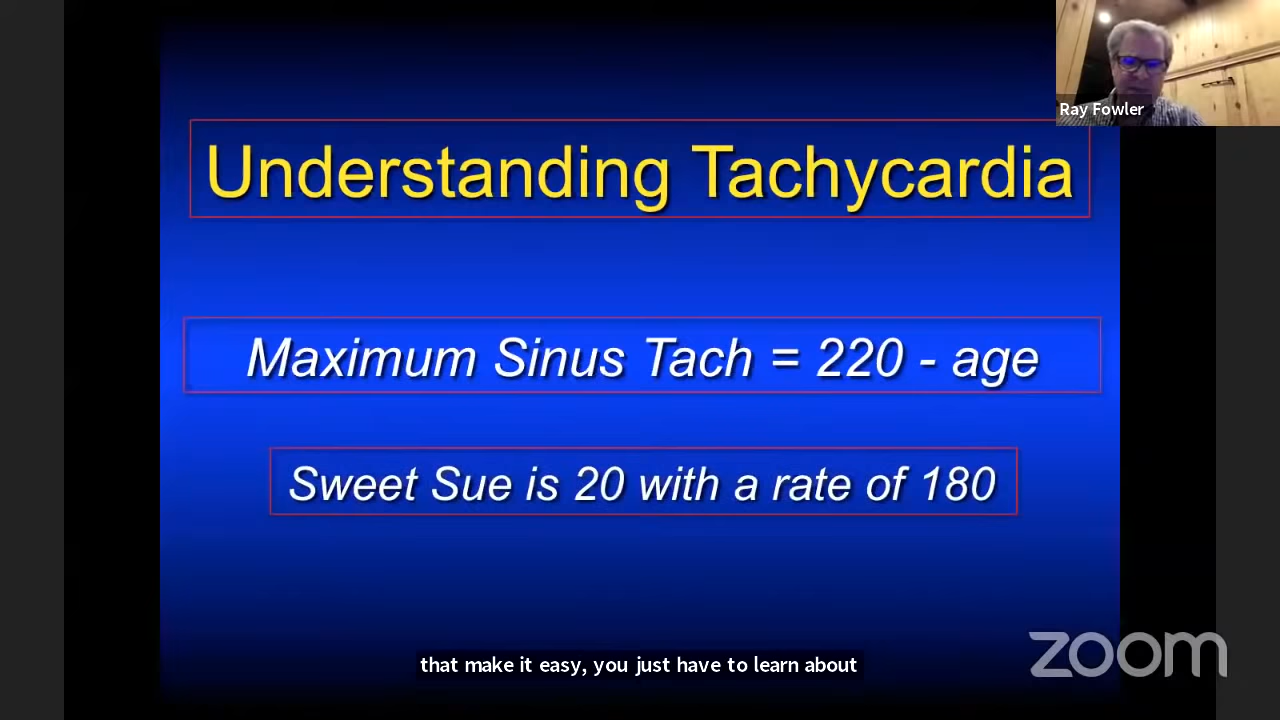 Ray Fowler
Understanding Tachycardia
Maximum Sinus Tach = 220 - age
Sweet Sue is 20 with a rate of 180
that make it easy, you just have to learn about
zoom